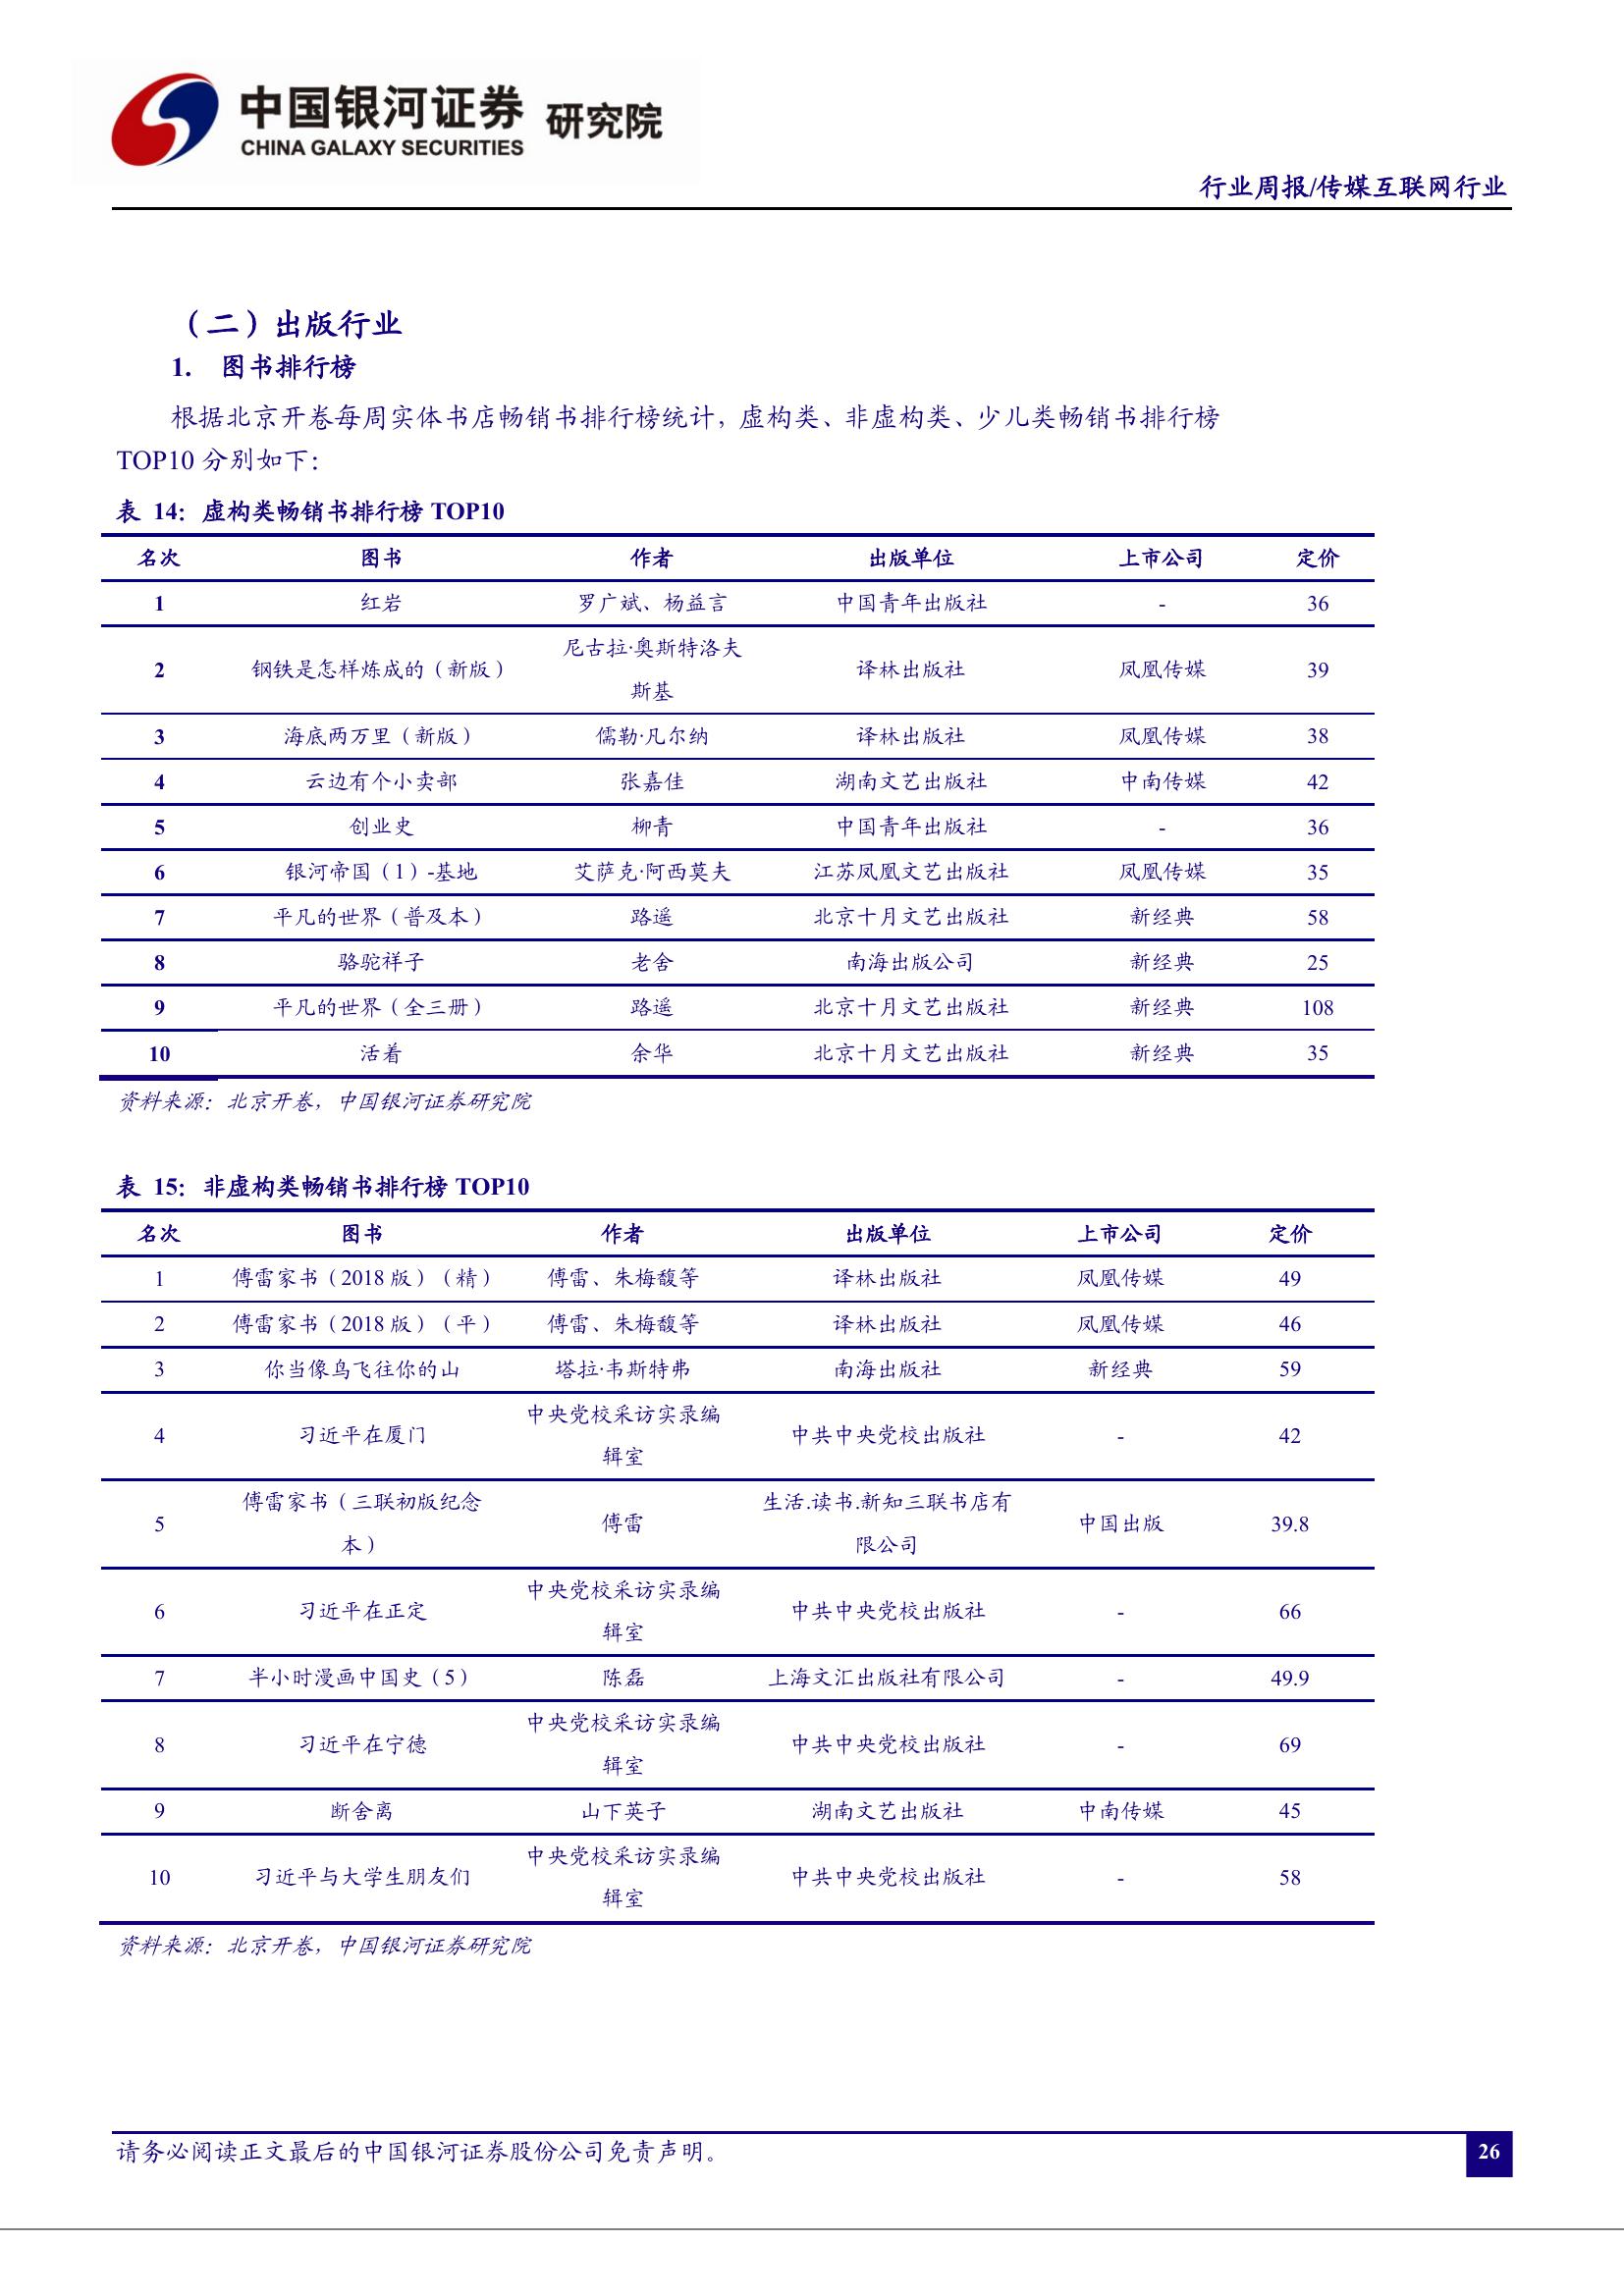 中国银河证券 研究院
CHINA GALAXY SECURITIES
行业周报/传媒互联网行业
（二）出版行业
1. 图书排行榜
根据北京开卷每周实体书店畅销书排行榜统计，虚构类、非虚构类、少儿类畅销书排行榜
TOP10 分别如下：
表 14：虚构类畅销书排行榜 TOP10
名次 图书 作者 出版单位 上市公司 定价
1 红岩 罗广斌、杨益言 中国青年出版社 - 36
2 钢铁是怎样炼成的（新版） 尼古拉·奥斯特洛夫
斯基 译林出版社 凤凰传媒 39
3 海底两万里（新版） 儒勒·凡尔纳 译林出版社 凤凰传媒 38
4 云边有个小卖部 张嘉佳 湖南文艺出版社 中南传媒 42
5 创业史 柳青 中国青年出版社 - 36
6 银河帝国（1）-基地 艾萨克·阿西莫夫 江苏凤凰文艺出版社 凤凰传媒 35
7 平凡的世界（普及本） 路遥 北京十月文艺出版社 新经典 58
8 骆驼祥子 老舍 南海出版公司 新经典 25
9 平凡的世界（全三册） 路遥 北京十月文艺出版社 新经典 108
10 活着 余华 北京十月文艺出版社 新经典 35
资料来源：北京开卷，中国银河证券研究院
表 15：非虚构类畅销书排行榜 TOP10
名次 图书 作者 出版单位 上市公司 定价
1 傅雷家书（2018 版）（精） 傅雷、朱梅馥等 译林出版社 凤凰传媒 49
2 傅雷家书（2018 版）（平） 傅雷、朱梅馥等 译林出版社 凤凰传媒 46
3 你当像鸟飞往你的山 塔拉·韦斯特弗 南海出版社 新经典 59
4 习近平在厦门 中央党校采访实录编
辑室 中共中央党校出版社 - 42
5 傅雷家书（三联初版纪念
本） 傅雷 生活.读书.新知三联书店有
限公司 中国出版 39.8
6 习近平在正定 中央党校采访实录编
辑室 中共中央党校出版社 - 66
7 半小时漫画中国史（5） 陈磊 上海文汇出版社有限公司 - 49.9
8 习近平在宁德 中央党校采访实录编
辑室 中共中央党校出版社 - 69
9 断舍离 山下英子 湖南文艺出版社 中南传媒 45
10 习近平与大学生朋友们 中央党校采访实录编
辑室 中共中央党校出版社 - 58
资料来源：北京开卷，中国银河证券研究院
请务必阅读正文最后的中国银河证券股份公司免责声明。
26